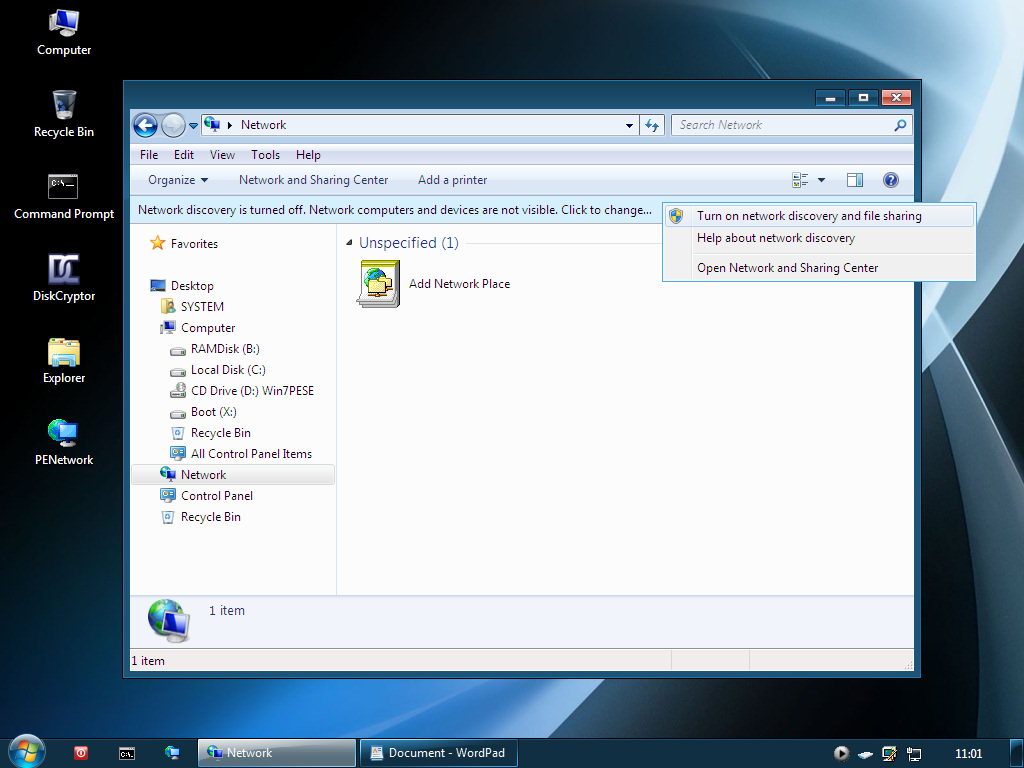 Computer
Recycle Bin
Command Prompt
DiskCryptor
Explorer
PENetwork
Network
Search Network
File Edit View Tools Help
Organize Network and Sharing Center Add a printer
Network discovery is turned off. Network computers and devices are not visible. Click to change...
Turn on network discovery and file sharing
Help about network discovery
Open Network and Sharing Center
Favorites
Desktop
SYSTEM
Computer
RAMDisk (B:)
Local Disk (C:)
CD Drive (D:) Win7PESE
Boot (X:)
Recycle Bin
All Control Panel Items
Network
Control Panel
Recycle Bin
Unspecified (1)
Add Network Place
1 item
1 item
Network
Document - WordPad
11:01